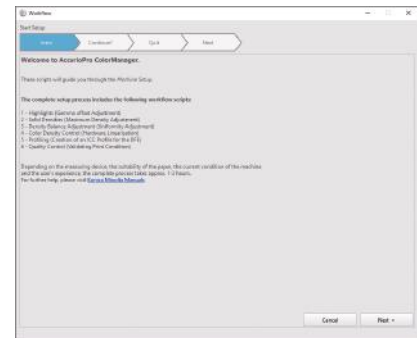 Workflow
Start Setup
Intro
Continue?
Quit
Next
Welcome to AccurioPro ColorManager.
These scripts will guide you through the Machine Setup.
The complete setup process includes the following workflow scripts:
1 - Highlights (Gamma offset Adjustment)
2 - Solid Densities (Maximum Density Adjustment)
3 - Density Balance Adjustment (Uniformity Adjustment)
4 - Color Density Control (Hardware Linearization)
5 - Profiling (Creation of an ICC Profile for the DFE)
6 - Quality Control (Validating Print Condition)
Depending on the measuring device, the suitability of the paper, the current condition of the machine
and the user's experience, the complete process takes approx. 1-2 hours.
For further help, please visit Konica Minolta Manuals.
Cancel
Next >